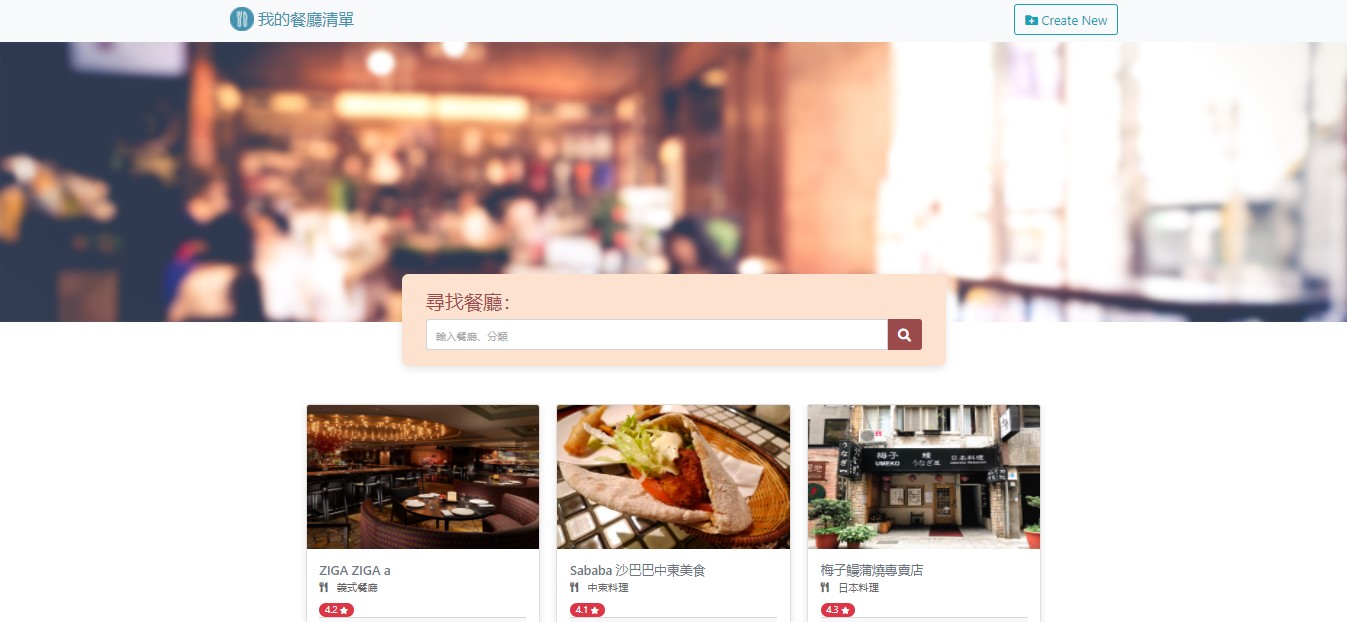 我的餐廳清單
Create New
尋找餐廳：
輸入餐廳、分類
梅子 鰻 日本料理
UMEKO うなぎ屋
ZIGA ZIGA a
義式餐廳
4.2
Sababa 沙巴巴中東美食
中東料理
4.1
梅子鰻蒲燒專賣店
日本料理
4.3